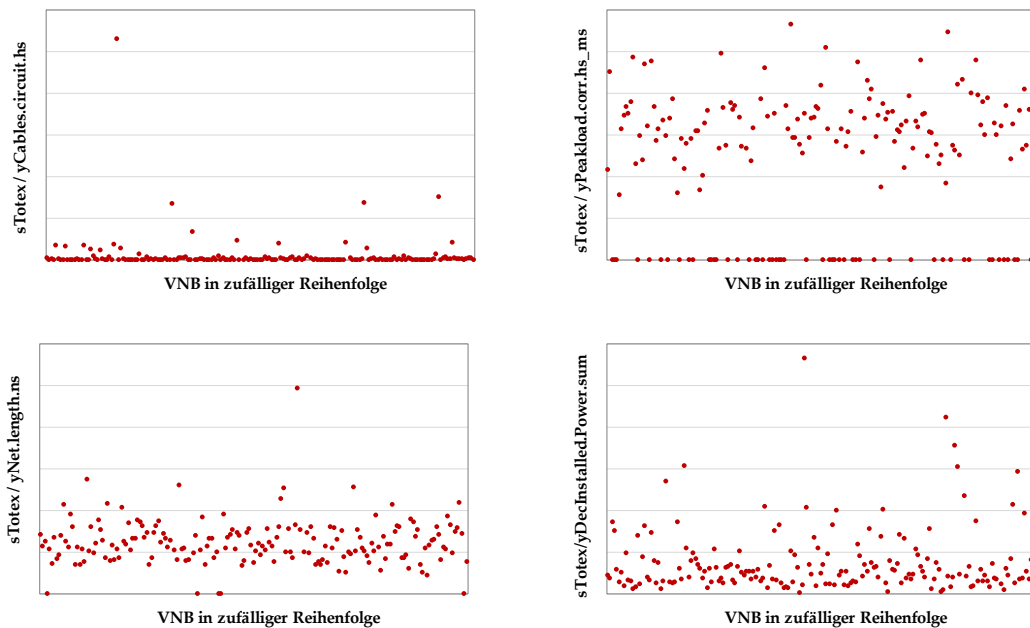 sTotex / yCables.circuit.hs
VNB in zufälliger Reihenfolge
sTotex / yPeakload.corr.hs_ms
VNB in zufälliger Reihenfolge
sTotex / yNet.length.ns
VNB in zufälliger Reihenfolge
sTotex/yDecInstalled.Power.sum
VNB in zufälliger Reihenfolge